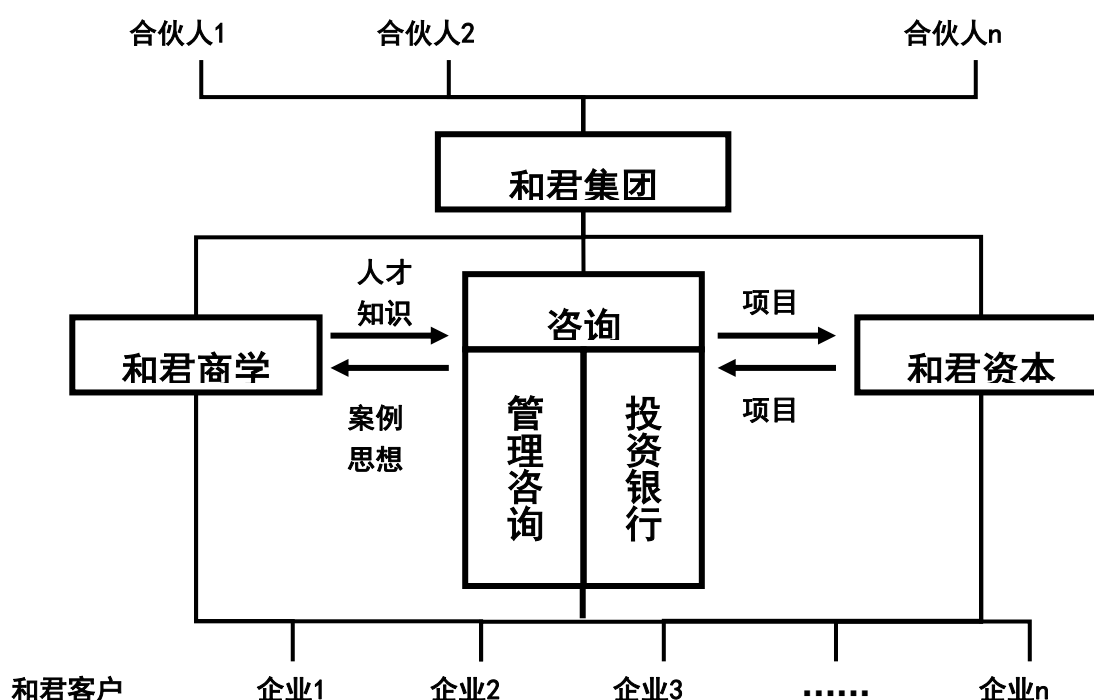 合伙人1 合伙人2 合伙人n
和君集团
人才
知识
咨询
项目
和君商学
和君资本
案例
思想
项目
管理咨询
投资银行
和君客户 企业1 企业2 企业3 …… 企业n